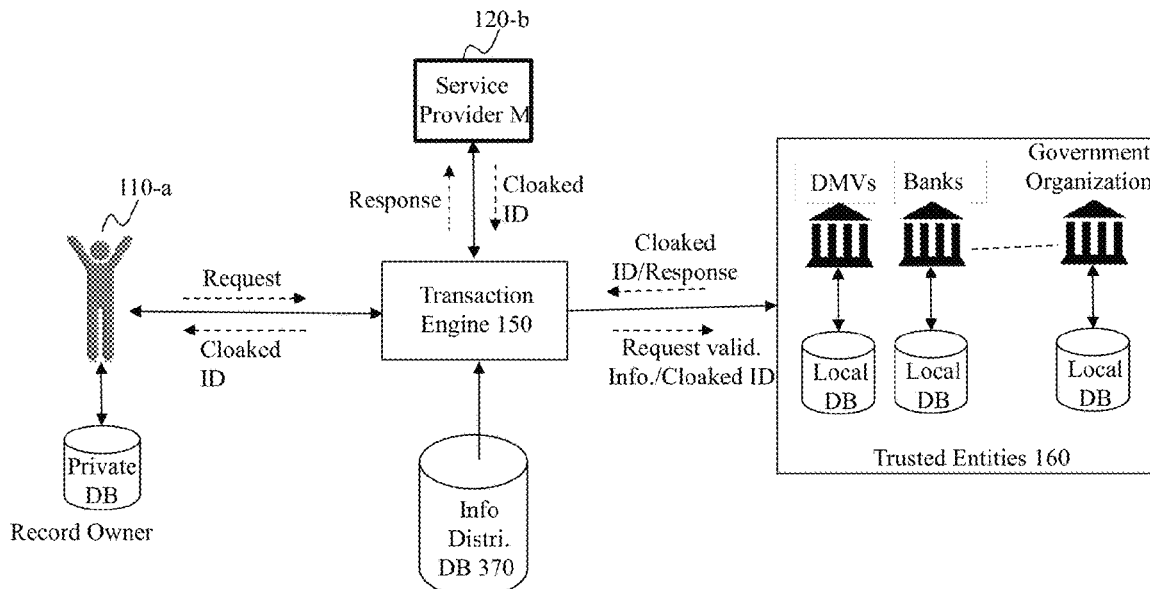 120-b
Service
Provider M
110-a
Response
Cloaked
ID
DMVs
Banks
Government
Organization
Request
Cloaked
ID
Transaction
Engine 150
Cloaked
ID/Response
Request valid.
Info./Cloaked ID
Local
DB
Local
DB
Local
DB
Trusted Entities 160
Private
DB
Record Owner
Info
Distri.
DB 370